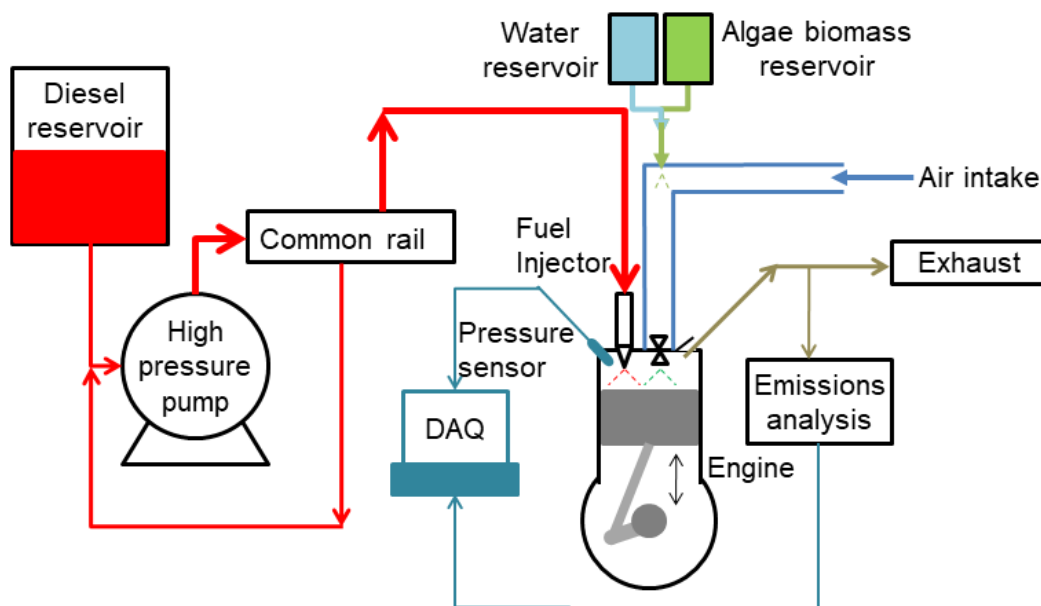 Water
reservoir
Algae biomass
reservoir
Diesel
reservoir
Air intake
Common rail
Fuel
Injector
Exhaust
High
pressure
pump
Pressure
sensor
Emissions
analysis
DAQ
Engine